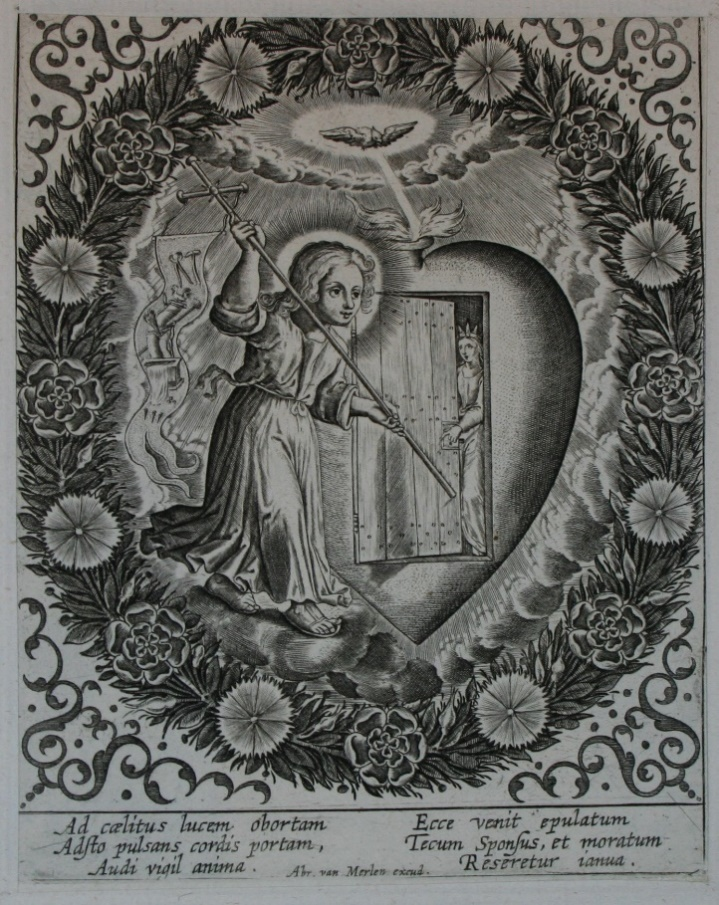 Ad cælitus lucem obortam
Adſto pulsans cordis portam,
Audi vigil anima.
Abr. van Merlen excud.
Ecce venit epulatum
Tecum Sponſus, et moratum
Reseretur ianua.